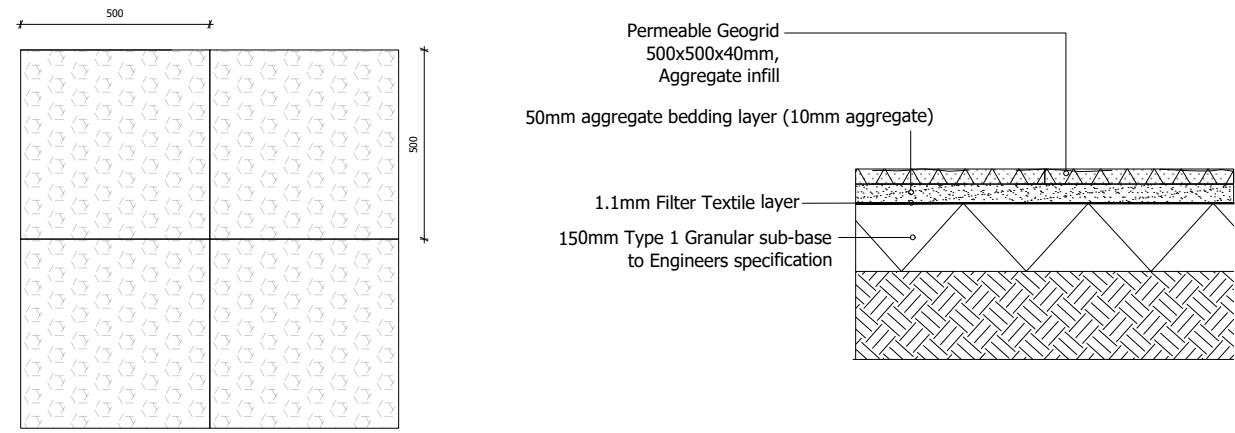 500
500
Permeable Geogrid
500x500x40mm,
Aggregate infill
50mm aggregate bedding layer (10mm aggregate)
1.1mm Filter Textile layer
150mm Type 1 Granular sub-base
to Engineers specification